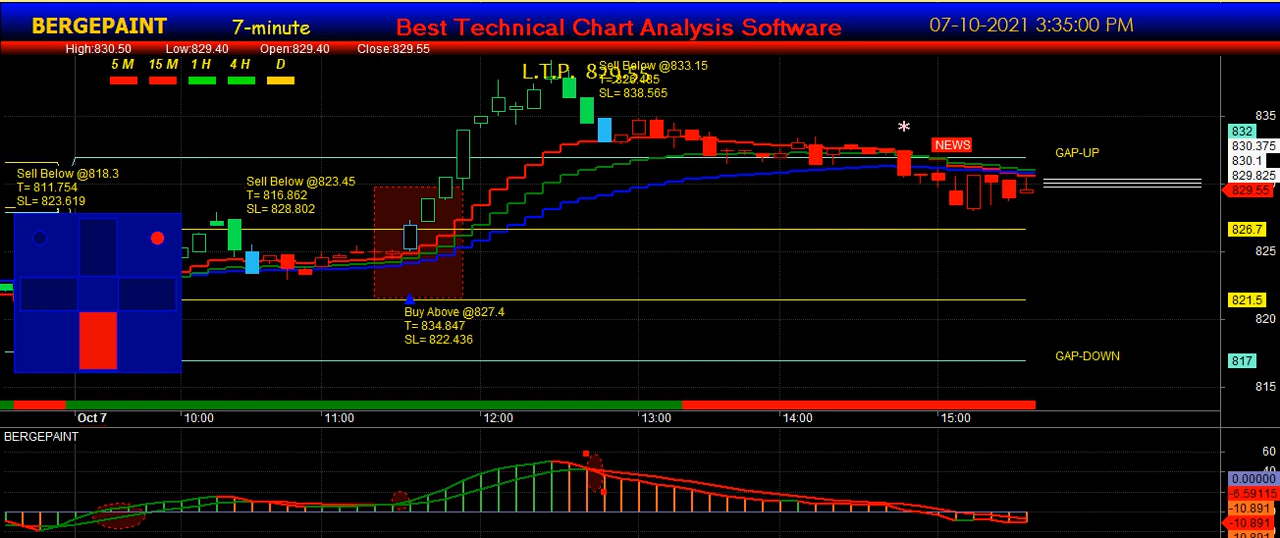 BERGEPAINT 7-minute Best Technical Chart Analysis Software 07-10-2021 3:35:00 PM
High:830.50 Low:829.40 Open:829.40 Close:829.55
5 M 15 M 1 H 4 H D
L.T.P. 829.55
Sell Below @833.15
SL= 838.565
835
832
NEWS
830.375
GAP-UP
830.1
829.825
829.55
Sell Below @818.3
T= 811.754
SL= 823.619
Sell Below @823.45
T= 816.862
SL= 828.802
826.7
825
821.5
Buy Above @827.4
T= 834.847
SL= 822.436
820
GAP-DOWN
817
815
Oct 7 10:00 11:00 12:00 13:00 14:00 15:00
BERGEPAINT
60
40
0.00000
-6.59115
-10.891
-10.891